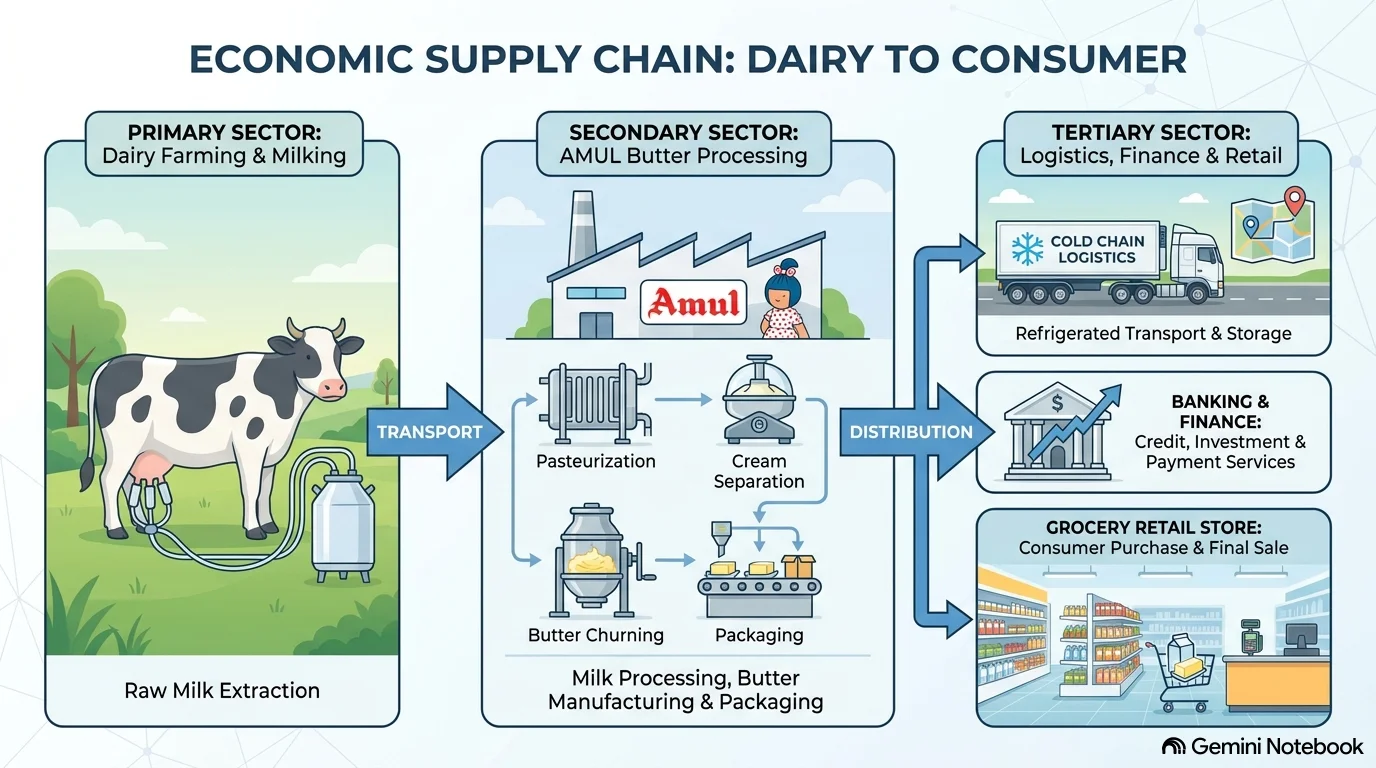 ECONOMIC SUPPLY CHAIN: DAIRY TO CONSUMER
PRIMARY SECTOR:
Dairy Farming & Milking
Raw Milk Extraction
TRANSPORT
SECONDARY SECTOR:
AMUL Butter Processing
Amul
Pasteurization
Cream
Separation
Butter Churning
Packaging
Milk Processing, Butter
Manufacturing & Packaging
DISTRIBUTION
TERTIARY SECTOR:
Logistics, Finance & Retail
COLD CHAIN
LOGISTICS
Refrigerated Transport & Storage
$
BANKING &
FINANCE:
Credit, Investment &
Payment Services
GROCERY RETAIL STORE:
Consumer Purchase & Final Sale
Gemini Notebook